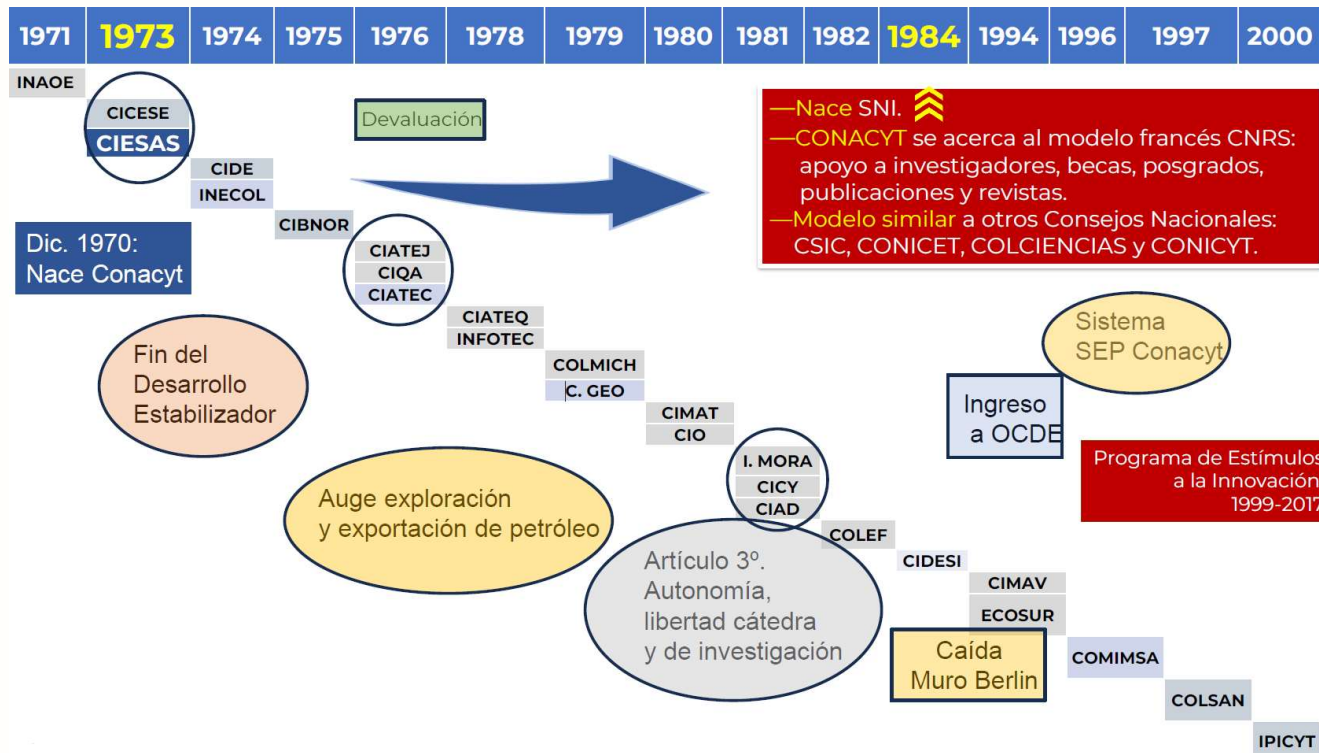 1971 1973 1974 1975 1976 1978 1979 1980 1981 1982 1984 1994 1996 1997 2000
INAOE
CICESE
CIESAS
CIDE
INECOL
CIBNOR
CIATEJ
CIQA
CIATEC
CIATEQ
INFOTEC
COLMICH
C. GEO
CIMAT
CIO
I. MORA
CICY
CIAD
COLEF
CIDESI
CIMAV
ECOSUR
COMIMSA
COLSAN
IPICYT
Devaluación
—Nace SNI.
—CONACYT se acerca al modelo francés CNRS:
apoyo a investigadores, becas, posgrados,
publicaciones y revistas.
—Modelo similar a otros Consejos Nacionales:
CSIC, CONICET, COLCIENCIAS y CONICYT.
Dic. 1970:
Nace Conacyt
Fin del
Desarrollo
Estabilizador
Auge exploración
y exportación de petróleo
Artículo 3º.
Autonomía,
libertad cátedra
y de investigación
Sistema
SEP Conacyt
Ingreso
a OCDE
Programa de Estímulos
a la Innovación
1999-2017
Caída
Muro Berlin